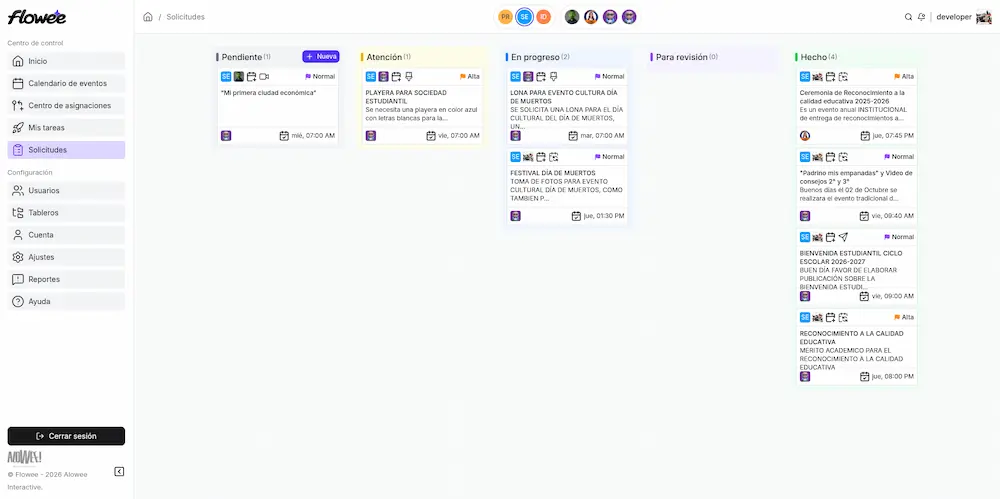 Flowee
Centro de control
Inicio
Calendario de eventos
Centro de asignaciones
Mis tareas
Solicitudes
Configuración
Usuarios
Tableros
Cuenta
Ajustes
Reportes
Ayuda
Cerrar sesión
© Flowee - 2026 Alowee
Interactive.
/ Solicitudes
PB SE
developer
Pendiente (1)
+ Nueva
SE Normal
"Mi primera ciudad económica"
mié, 07:00 AM
Atención (1)
SE Alta
PLAYERA PARA SOCIEDAD
ESTUDIANTIL
Se necesita una playera en color azul
con letras blancas para la...
vie, 07:00 AM
En progreso (2)
SE Normal
LONA PARA EVENTO CULTURA DÍA
DE MUERTOS
SE SOLICITA UNA LONA PARA EL DÍA
CULTURAL DEL DÍA DE MUERTOS,
UN...
mar, 07:00 AM
SE Normal
FESTIVAL DÍA DE MUERTOS
TOMA DE FOTOS PARA EVENTO
CULTURAL DÍA DE MUERTOS, COMO
TAMBIEN P...
jue, 01:30 PM
Para revisión (0)
Hecho (4)
SE Alta
Ceremonia de Reconocimiento a la
calidad educativa 2025-2026
Es un evento anual INSTITUCIONAL
de entrega de reconocimientos a...
jue, 07:45 PM
SE Normal
"Padrino mis empanadas" y Video de
consejos 2° y 3°
Buenos días el 02 de Octubre se
realizara el evento tradicional d...
vie, 09:40 AM
SE Normal
BIENVENIDA ESTUDIANTIL CICLO
ESCOLAR 2026-2027
BUEN DÍA FAVOR DE ELABORAR
PUBLICACIÓN SOBRE LA
BIENVENIDA ESTUDI...
vie, 09:00 AM
SE Alta
RECONOCIMIENTO A LA CALIDAD
EDUCATIVA
MERITO ACADEMICO PARA EL
RECONOCIMIENTO A LA CALIDAD
EDUCATIVA
jue, 08:00 PM